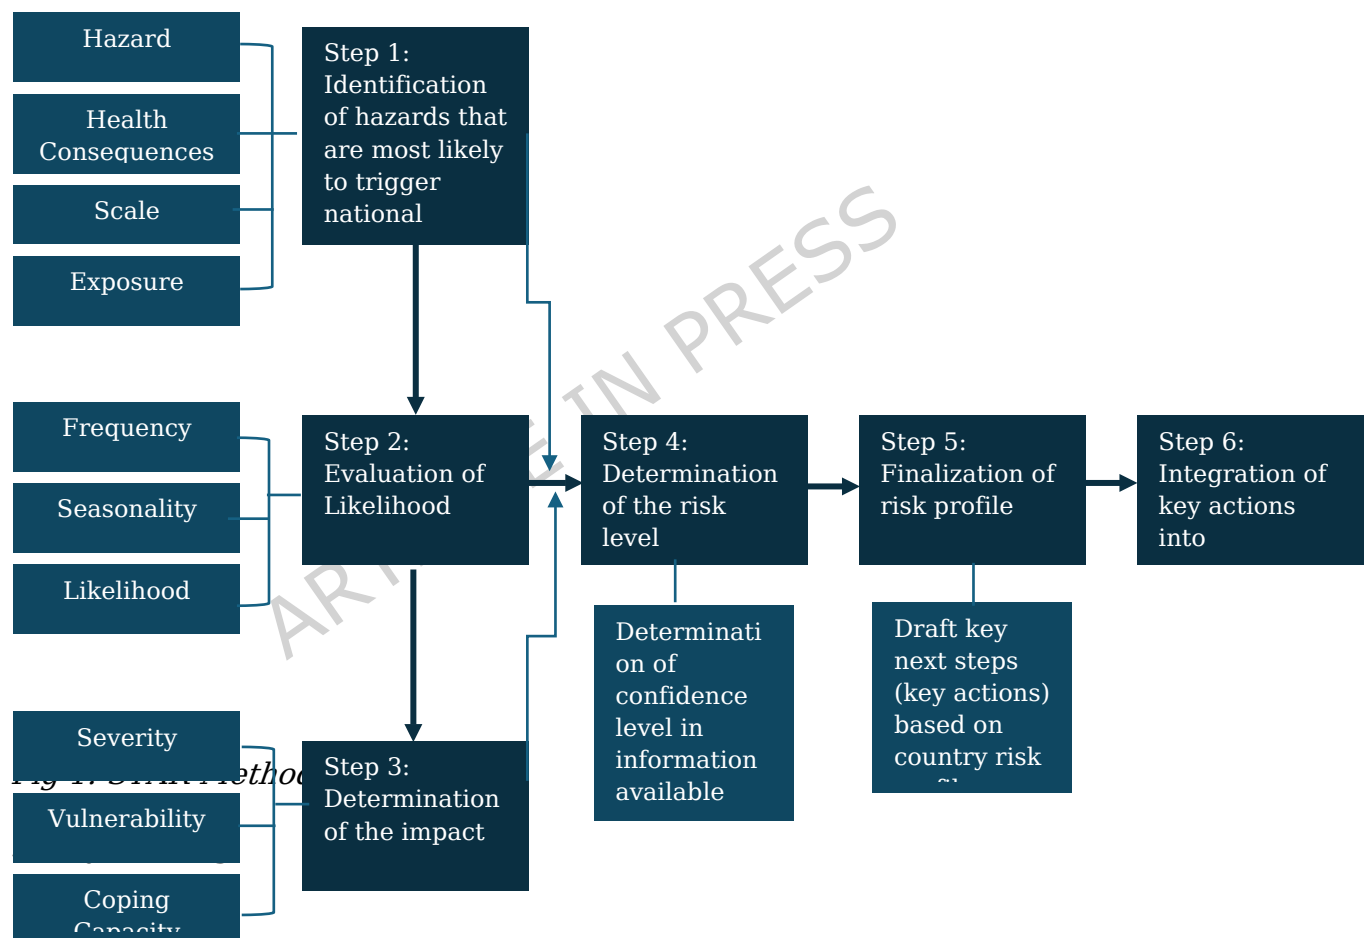 Hazard
Health
Consequences
Scale
Exposure
Step 1:
Identification
of hazards that
are most likely
to trigger
national
Frequency
Seasonality
Likelihood
Step 2:
Evaluation of
Likelihood
Step 4:
Determination
of the risk
level
Step 5:
Finalization of
risk profile
Step 6:
Integration of
key actions
into
Determinati
on of
confidence
level in
information
available
Draft key
next steps
(key actions)
based on
country risk
Severity
Vulnerability
Coping
Capacity
Step 3:
Determination
of the impact
IN PRESS